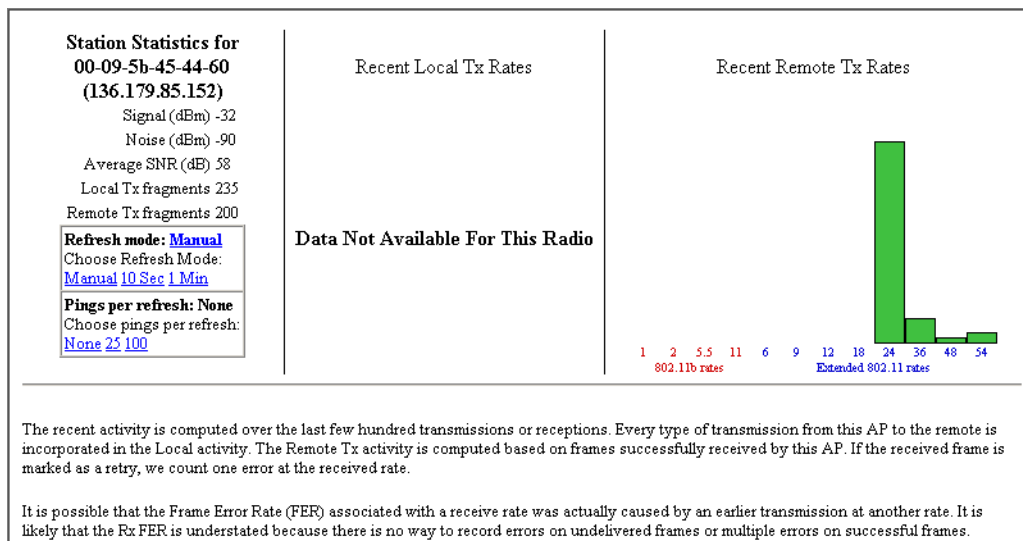 Station Statistics for
00-09-5b-45-44-60
(136.179.85.152)
Signal (dBm) -32
Noise (dBm) -90
Average SNR (dB) 58
Local Tx fragments 235
Remote Tx fragments 200
Refresh mode: Manual
Choose Refresh Mode:
Manual 10 Sec 1 Min
Pings per refresh: None
Choose pings per refresh:
None 25 100
Recent Local Tx Rates
Data Not Available For This Radio
Recent Remote Tx Rates
1 2 5.5 11 6 9 12 18 24 36 48 54
802.11b rates Extended 802.11 rates
The recent activity is computed over the last few hundred transmissions or receptions. Every type of transmission from this AP to the remote is
incorporated in the Local activity. The Remote Tx activity is computed based on frames successfully received by this AP. If the received frame is
marked as a retry, we count one error at the received rate.
It is possible that the Frame Error Rate (FER) associated with a receive rate was actually caused by an earlier transmission at another rate. It is
likely that the Rx FER is understated because there is no way to record errors on undelivered frames or multiple errors on successful frames.